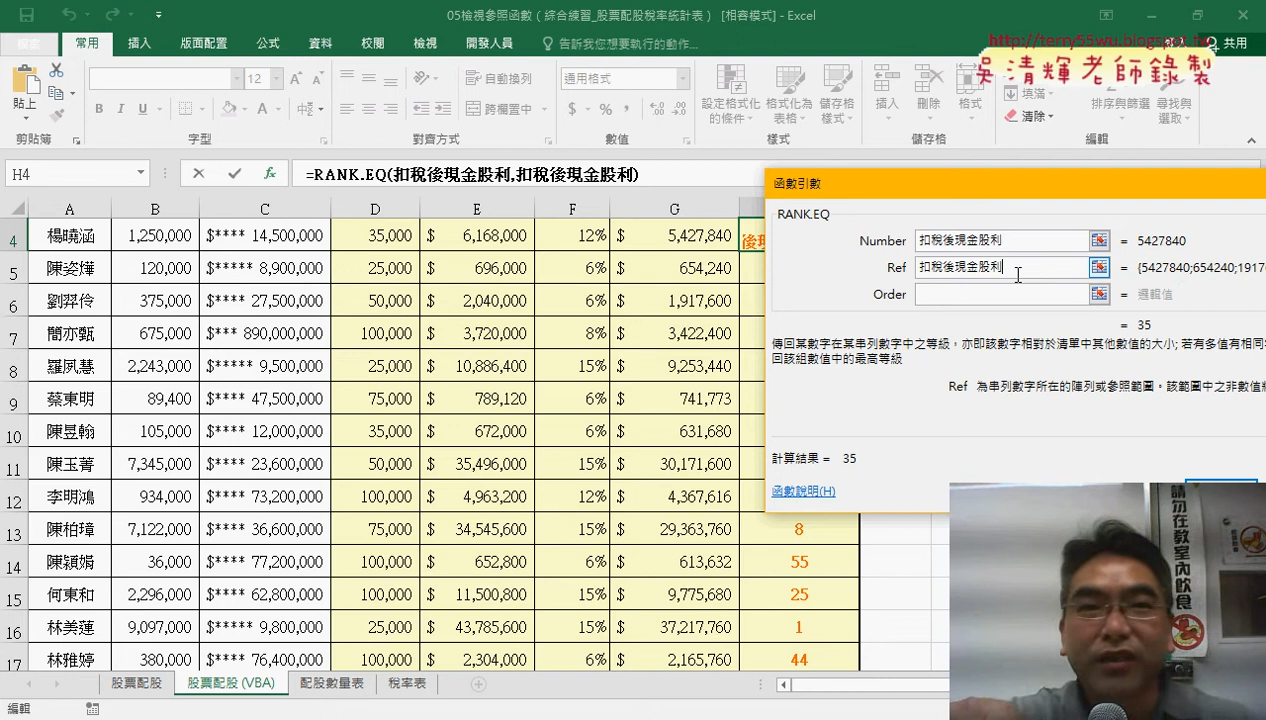 05檢視參照函數（綜合練習_股票配股稅率統計表） [相容模式] - Excel
http://terry55wu.blogspot.tw
吳清輝老師錄製
常用 插入 版面配置 公式 資料 校閱 檢視 開發人員 告訴我您想要執行的動作... 共用
12 自動換列 通用格式 填滿
貼上 B I U 跨欄置中 $ % , 設定格式化的條件 格式化為表格 儲存格樣式 插入 刪除 格式 清除 排序與篩選 尋找與選取
剪貼簿 字型 對齊方式 數值 樣式 儲存格 編輯
H4 fx =RANK.EQ(扣稅後現金股利,扣稅後現金股利)
A B C D E F G
4 楊曉涵 1,250,000 $**** 14,500,000 35,000 $ 6,168,000 12% $ 5,427,840
5 陳姿燁 120,000 $***** 8,900,000 25,000 $ 696,000 6% $ 654,240
6 劉羿伶 375,000 $**** 27,500,000 50,000 $ 2,040,000 6% $ 1,917,600
7 簡亦甄 675,000 $*** 890,000,000 100,000 $ 3,720,000 8% $ 3,422,400
8 羅夙慧 2,243,000 $***** 9,500,000 25,000 $ 10,886,400 15% $ 9,253,440
9 蔡東明 89,400 $**** 47,500,000 75,000 $ 789,120 6% $ 741,773
10 陳昱翰 105,000 $**** 12,000,000 35,000 $ 672,000 6% $ 631,680
11 陳玉菁 7,345,000 $**** 23,600,000 50,000 $ 35,496,000 15% $ 30,171,600
12 李明鴻 934,000 $**** 73,200,000 100,000 $ 4,963,200 12% $ 4,367,616
13 陳柏璋 7,122,000 $**** 36,600,000 75,000 $ 34,545,600 15% $ 29,363,760 8
14 陳穎娟 36,000 $**** 77,200,000 100,000 $ 652,800 6% $ 613,632 55
15 何東和 2,296,000 $**** 62,800,000 100,000 $ 11,500,800 15% $ 9,775,680 25
16 林美蓮 9,097,000 $***** 9,800,000 25,000 $ 43,785,600 15% $ 37,217,760 1
17 林雅婷 380,000 $**** 76,400,000 100,000 $ 2,304,000 6% $ 2,165,760 44
函數引數
RANK.EQ
Number 扣稅後現金股利 = 5427840
Ref 扣稅後現金股利 = {5427840;654240;1917
Order = 邏輯值
= 35
傳回某數字在某串列數字中之等級，亦即該數字相對於清單中其他數值的大小; 若有多值有相同
回該組數值中的最高等級
Ref 為串列數字所在的陣列或參照範圍。該範圍中之非數值
計算結果 = 35
函數說明(H)
請勿在教室內飲食
股票配股 股票配股 (VBA) 配股數量表 稅率表
編輯